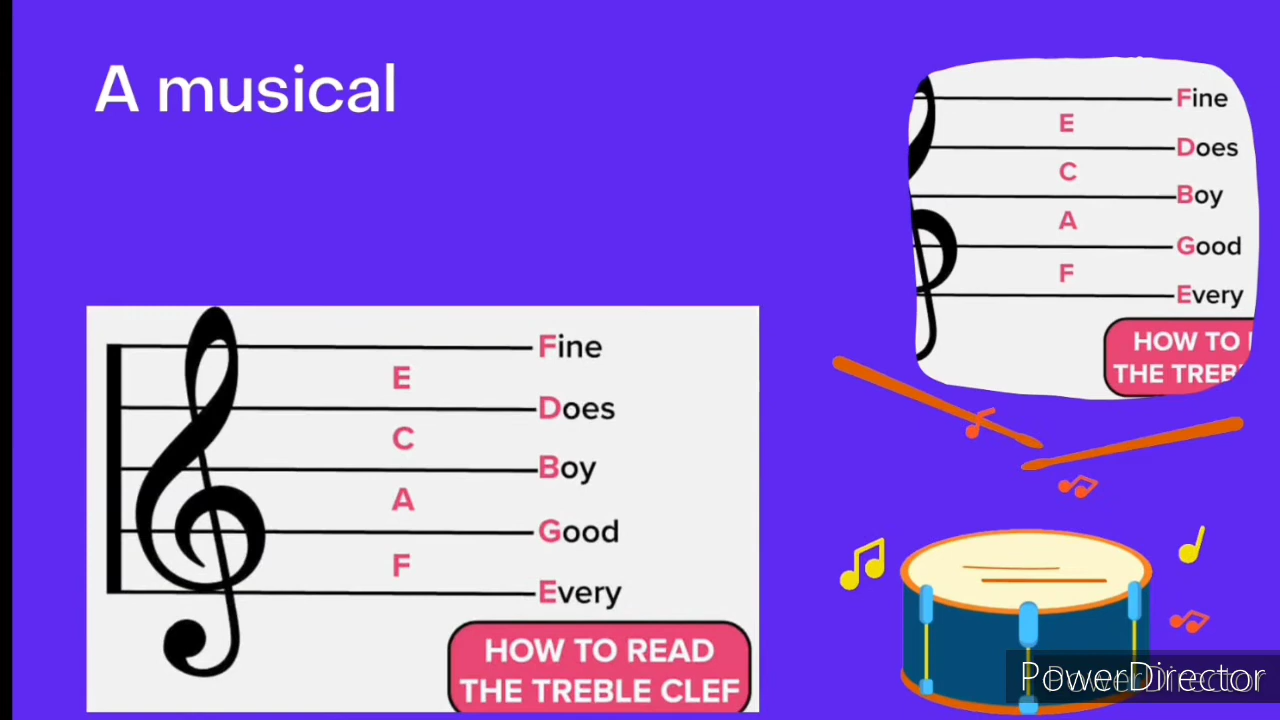 A musical
Fine
E
Does
C
Boy
A
Good
F
Every
HOW TO READ
THE TREBLE CLEF
Fine
E
Does
C
Boy
A
Good
F
Every
HOW TO
THE TREB
PowerDirector